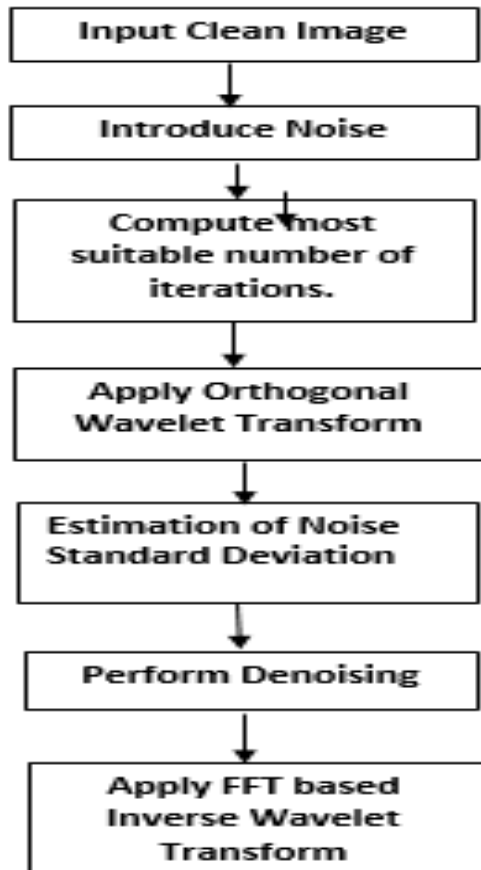 Input Clean Image
Introduce Noise
Compute most
suitable number of
iterations.
Apply Orthogonal
Wavelet Transform
Estimation of Noise
Standard Deviation
Perform Denoising
Apply FFT based
Inverse Wavelet
Transform